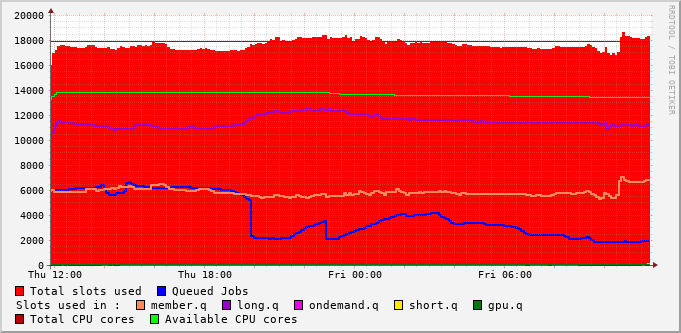 20000
18000
16000
14000
12000
10000
8000
6000
4000
2000
0
Thu 12:00 Thu 18:00 Fri 00:00 Fri 06:00
Total slots used Queued Jobs
Slots used in : member.q long.q ondemand.q short.q gpu.q
Total CPU cores Available CPU cores
RRDTOOL / TOBI OETIKER